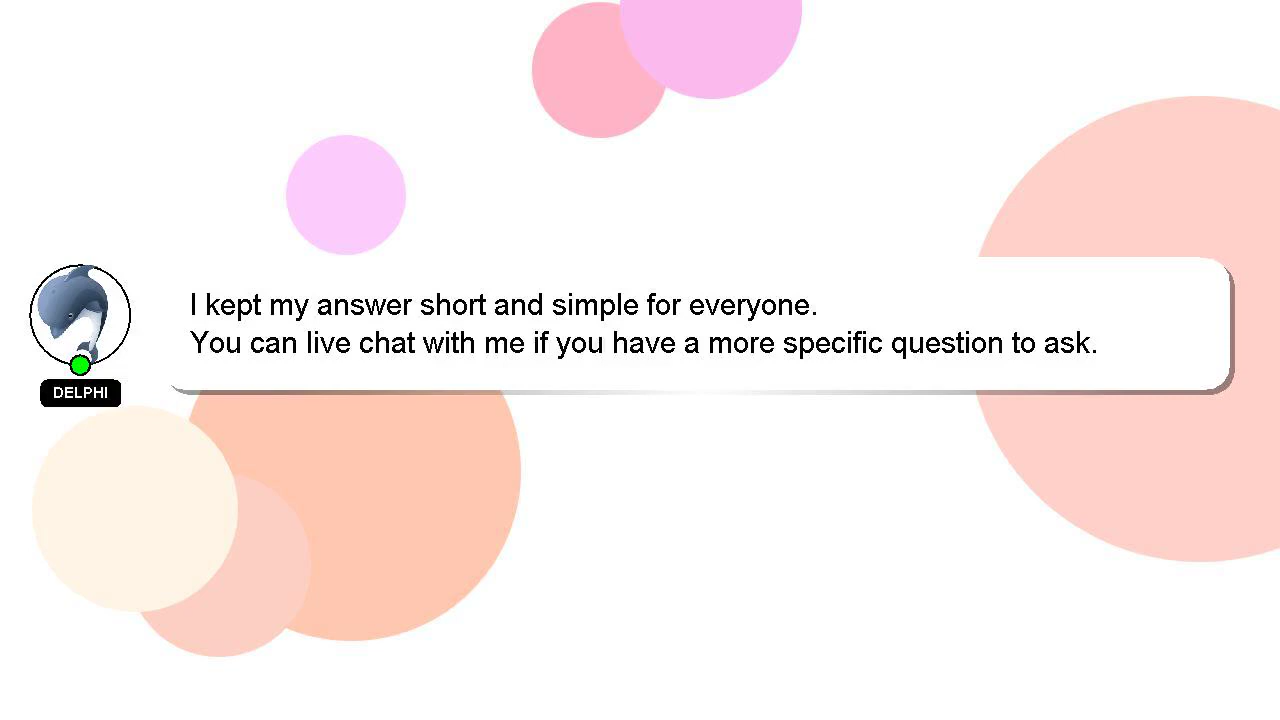 I kept my answer short and simple for everyone.
You can live chat with me if you have a more specific question to ask.
DELPHI